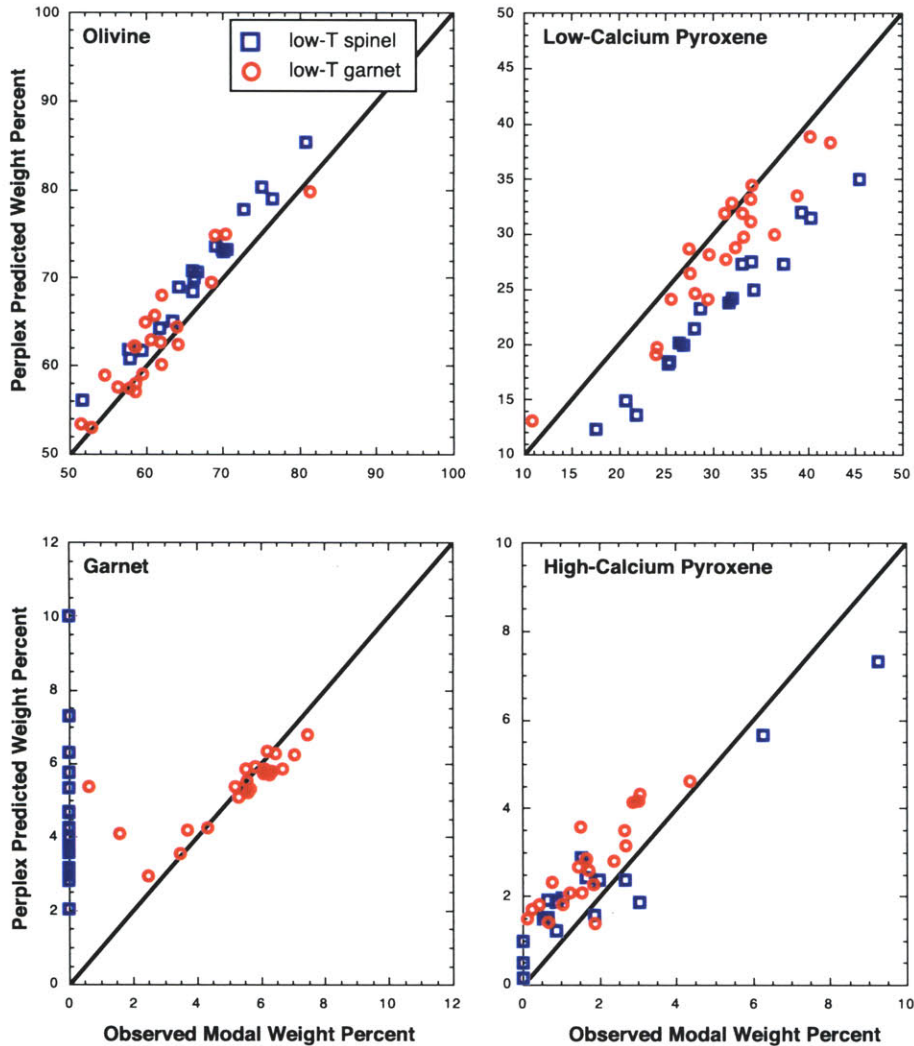 Perplex Predicted Weight Percent
100
90
80
70
60
50
50 60 70 80 90 100
Olivine
low-T spinel
low-T garnet
50
45
40
35
30
25
20
15
10
10 15 20 25 30 35 40 45 50
Low-Calcium Pyroxene
Perplex Predicted Weight Percent
12
10
8
6
4
2
0
0 2 4 6 8 10 12
Garnet
Observed Modal Weight Percent
10
8
6
4
2
0
0 2 4 6 8 10
High-Calcium Pyroxene
Observed Modal Weight Percent